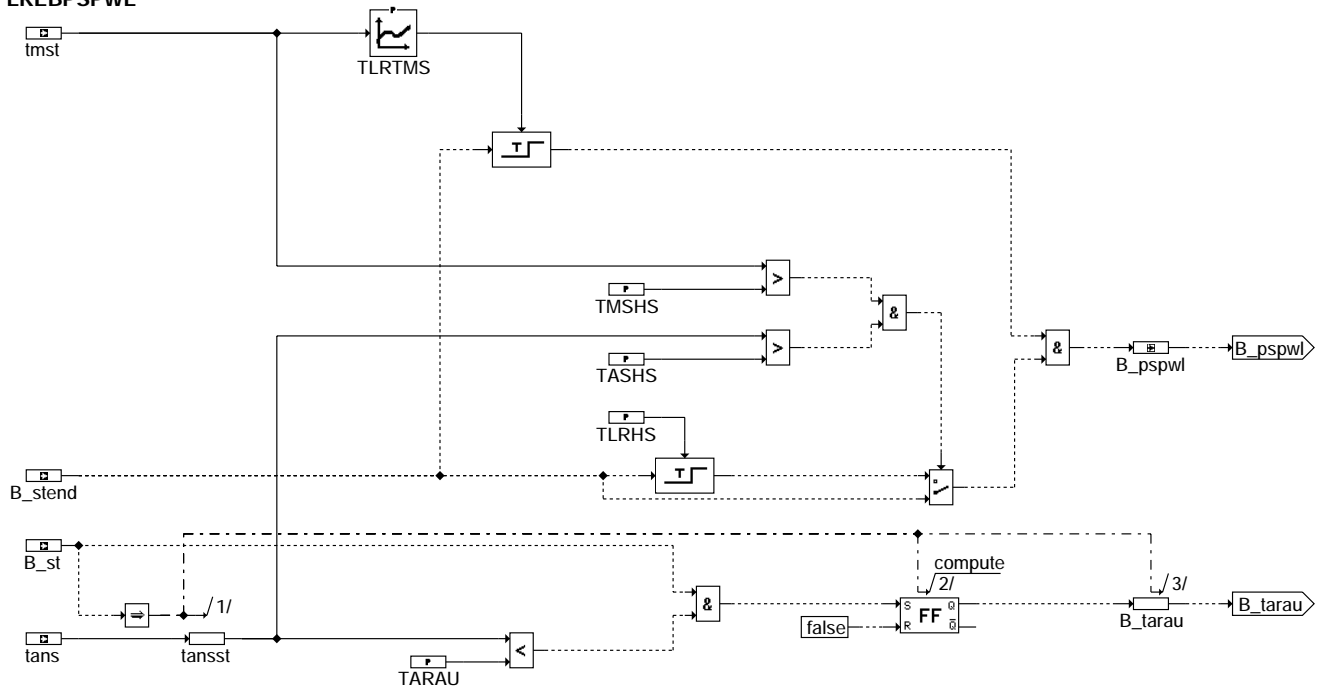 LREBPSPWL
tmst
TLRTMS
T
>
TMSHS
&
>
&
B_pspwl
B_pspwl
TASHS
TLRHS
T
B_stend
B_st
compute
1/
2/
3/
&
S Q
FF
R Q
B_tarau
B_tarau
false
tans
tansst
<
TARAU